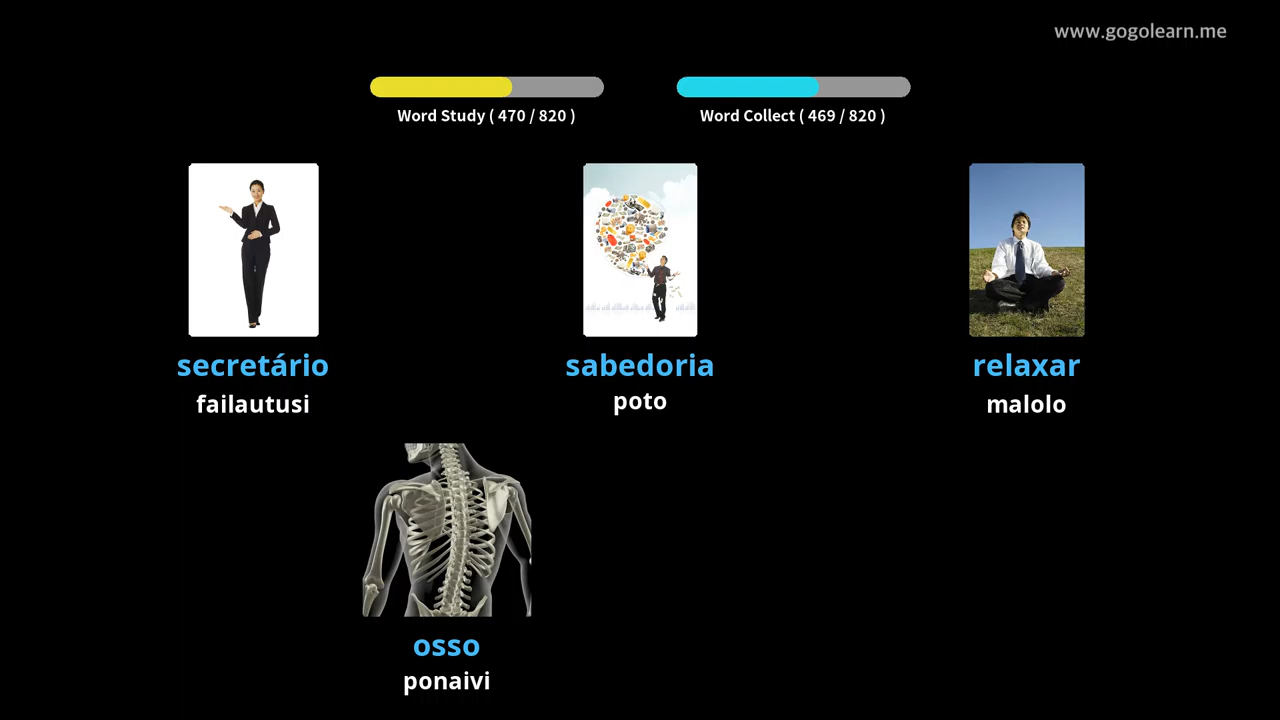 www.gogolearn.me
Word Study ( 470 / 820 )
Word Collect ( 469 / 820 )
secretário
failautusi
sabedoria
poto
relaxar
malolo
osso
ponaivi